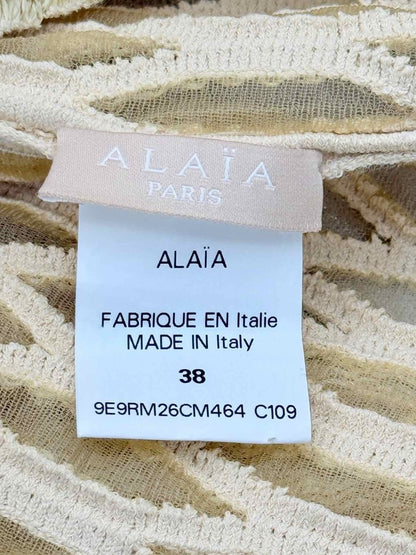 ALAÏA
PARIS
ALAÏA
FABRIQUE EN Italie
MADE IN Italy
38
9E9RM26CM464 C109